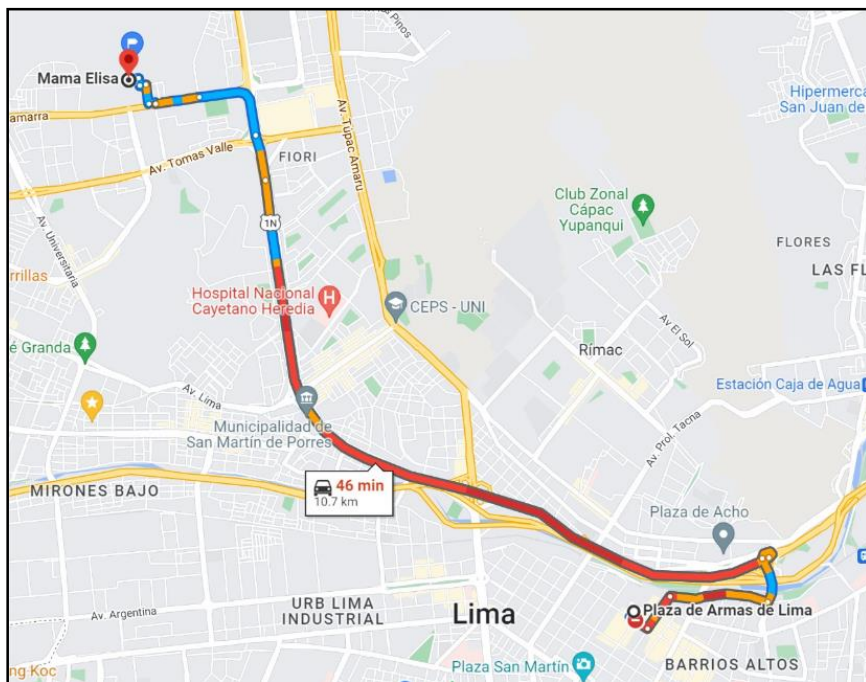 os Pinos
P
Mama Elisa
amarra
Av. Tomas Valle
FIORI
Av. Túpac Amaru
Hipermerca
San Juan de
Club Zonal
Cápac
Yupanqui
1N
Av. Universitaria
FLORES
LAS FL
rrillas
Hospital Nacional
Cayetano Heredia
H
CEPS - UNI
Av El Sol
é Granda
Rímac
Av. Lima
Estación Caja de Agua
Municipalidad de
San Martín de Porres
Av. Prol. Tacna
46 min
10.7 km
MIRONES BAJO
Plaza de Acho
Av. Argentina
URB LIMA
INDUSTRIAL
Lima
Plaza de Armas de Lima
ng Koc
Plaza San Martín
BARRIOS ALTOS